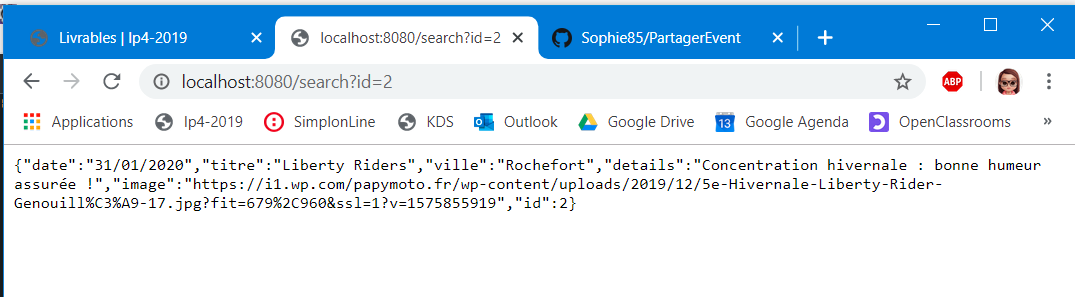 Livrables | Ip4-2019
localhost:8080/search?id=2
Sophie85/PartagerEvent
localhost:8080/search?id=2
ABP
Applications
Ip4-2019
SimplonLine
KDS
Outlook
Google Drive
13
Google Agenda
OpenClassrooms
»
{"date":"31/01/2020","titre":"Liberty Riders","ville":"Rochefort","details":"Concentration hivernale : bonne humeur
assurée !","image":"https://i1.wp.com/papymoto.fr/wp-content/uploads/2019/12/5e-Hivernale-Liberty-Rider-
Genouill%C3%A9-17.jpg?fit=679%2C960&ssl=1?v=1575855919","id":2}